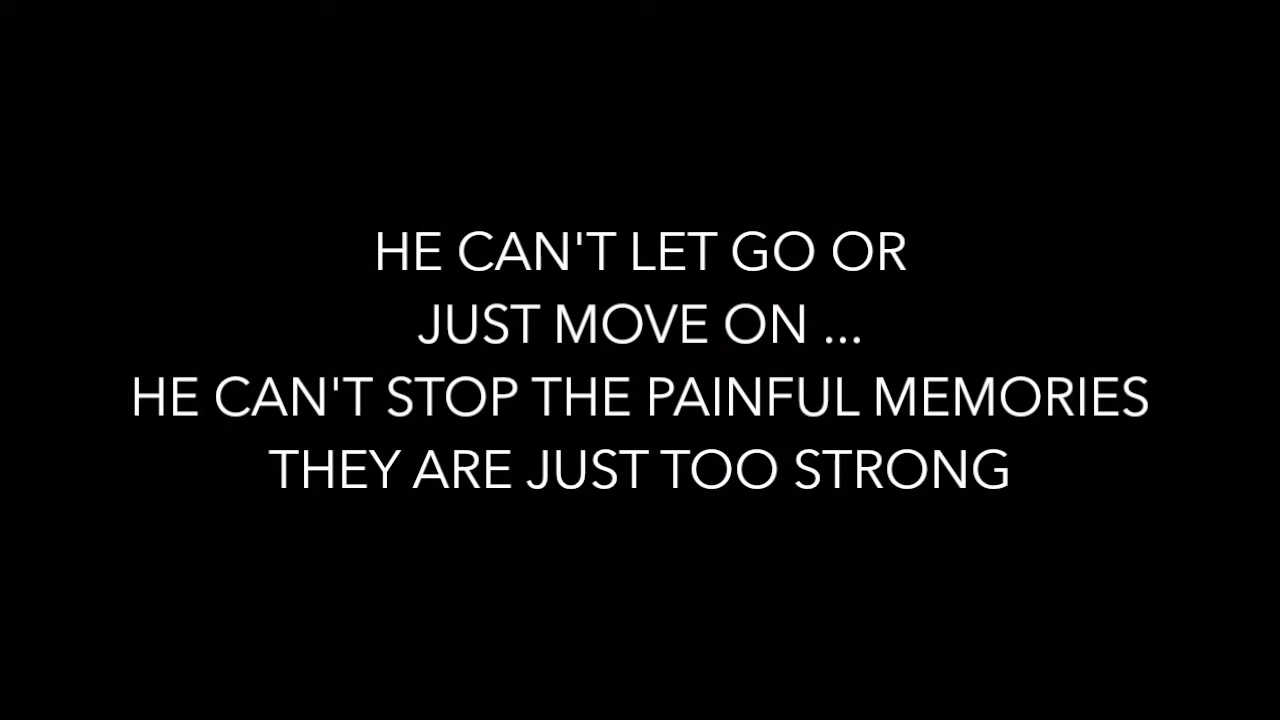 HE CAN'T LET GO OR
JUST MOVE ON ...
HE CAN'T STOP THE PAINFUL MEMORIES
THEY ARE JUST TOO STRONG